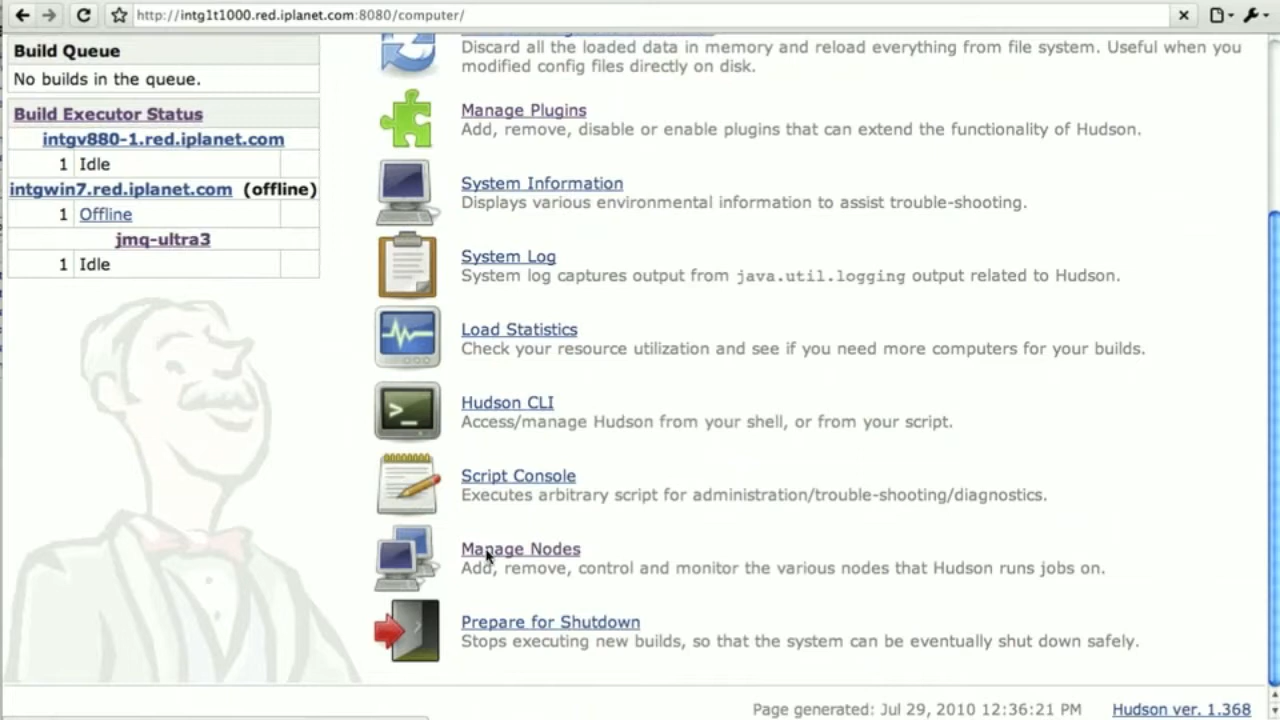 http://intg1t1000.red.iplanet.com:8080/computer/
Build Queue
No builds in the queue.
Build Executor Status
intgv880-1.red.iplanet.com
1 Idle
intgwin7.red.iplanet.com (offline)
1 Offline
jmq-ultra3
1 Idle
Discard all the loaded data in memory and reload everything from file system. Useful when you
modified config files directly on disk.
Manage Plugins
Add, remove, disable or enable plugins that can extend the functionality of Hudson.
System Information
Displays various environmental information to assist trouble-shooting.
System Log
System log captures output from java.util.logging output related to Hudson.
Load Statistics
Check your resource utilization and see if you need more computers for your builds.
Hudson CLI
Access/manage Hudson from your shell, or from your script.
Script Console
Executes arbitrary script for administration/trouble-shooting/diagnostics.
Manage Nodes
Add, remove, control and monitor the various nodes that Hudson runs jobs on.
Prepare for Shutdown
Stops executing new builds, so that the system can be eventually shut down safely.
Page generated: Jul 29, 2010 12:36:21 PM Hudson ver. 1.368